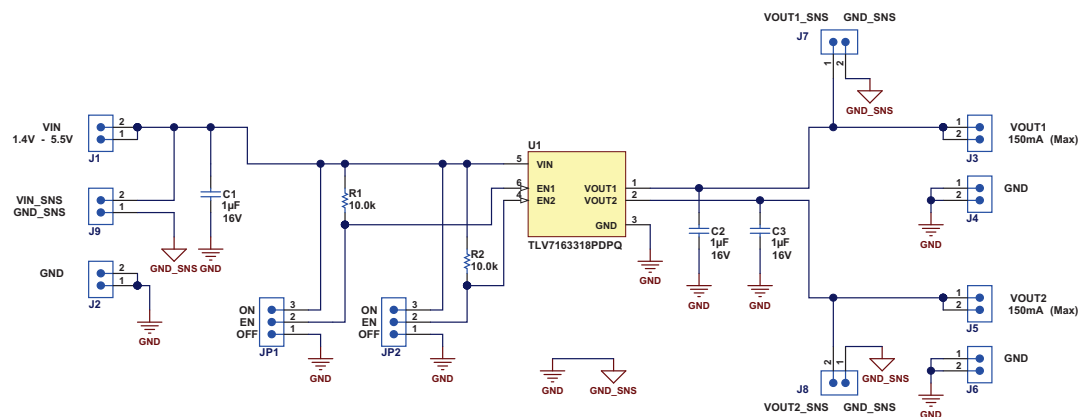 VOUT1_SNS GND_SNS
J7
1
2
GND_SNS
VIN
1.4V - 5.5V
2
1
J1
VIN_SNS
GND_SNS
2
1
J9
GND_SNS
C1
1µF
16V
GND
GND
2
1
J2
GND
R1
10.0k
R2
10.0k
ON
EN
OFF
3
2
1
JP1
GND
ON
EN
OFF
3
2
1
JP2
GND
U1
5
VIN
6
EN1
4
EN2
VOUT1
1
VOUT2
2
GND
3
TLV7163318PDPQ
GND
C2
1µF
16V
GND
C3
1µF
16V
GND
GND
GND_SNS
1
2
VOUT1
150mA (Max)
J3
1
2
GND
J4
GND
1
2
VOUT2
150mA (Max)
J5
1
2
GND
J6
GND
2
1
GND_SNS
J8
VOUT2_SNS GND_SNS